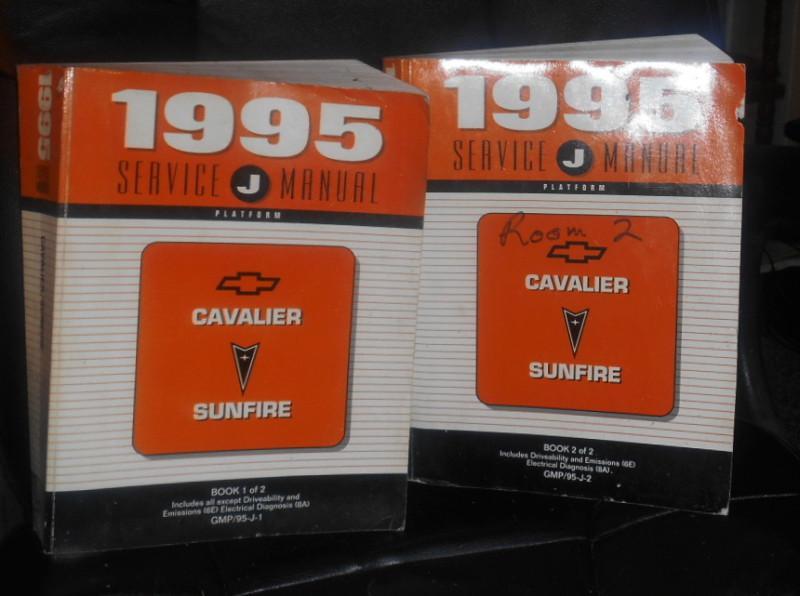 1995
SERVICE J MANUAL
PLATFORM
CAVALIER
SUNFIRE
BOOK 1 of 2
Includes all except Driveability and
Emissions (6E) Electrical Diagnosis (8A)
GMP/95-J-1
1995
1995
SERVICE J MANUAL
PLATFORM
Room 2
CAVALIER
SUNFIRE
BOOK 2 of 2
Includes Driveability and Emissions (6E)
Electrical Diagnosis (8A).
GMP/95-J-2